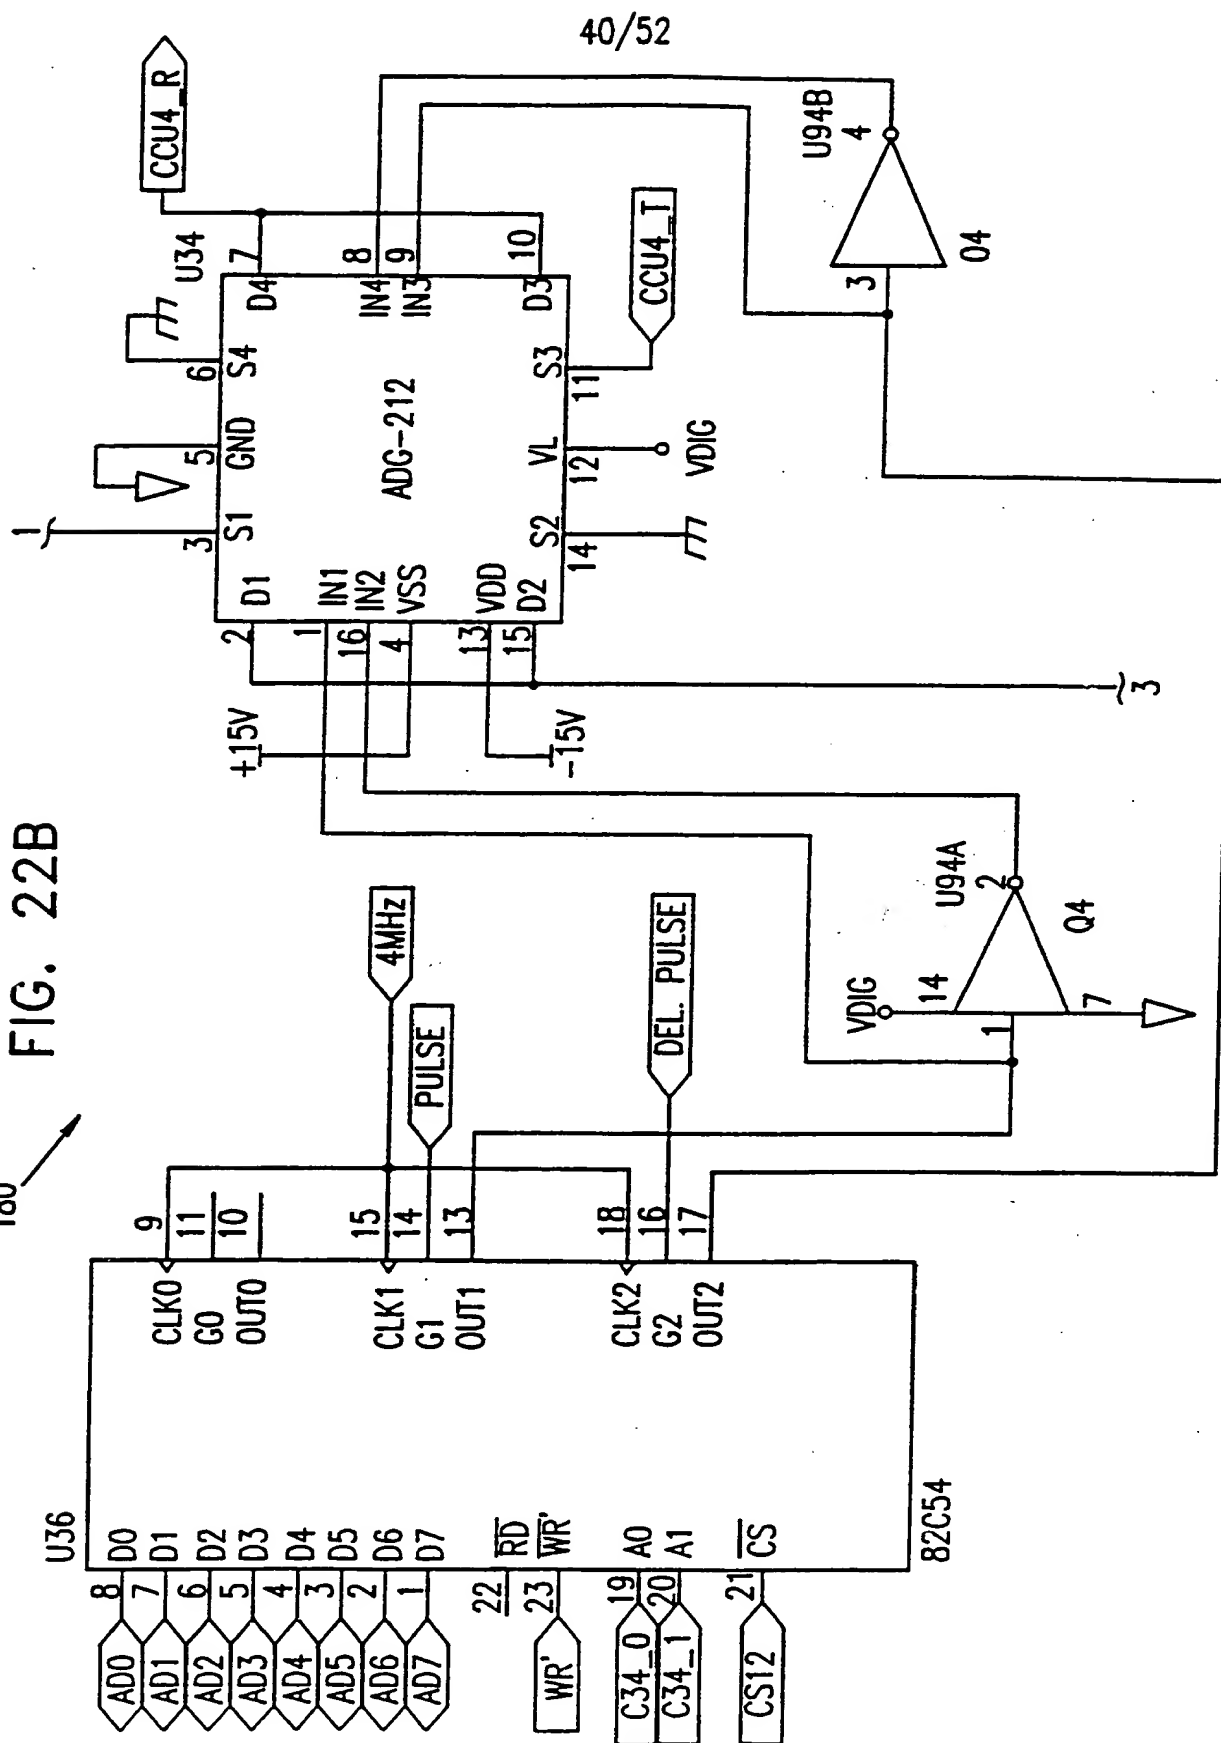 40/52
FIG. 22B
180
U36
8
D0
AD0
7
D1
AD1
6
D2
AD2
5
D3
AD3
4
D4
AD4
3
D5
AD5
2
D6
AD6
1
D7
AD7
22
RD
23
WR'
WR'
19
A0
C34_0
20
A1
C34_1
21
CS
CS12
82C54
CLK0
9
G0
11
OUT0
10
CLK1
15
G1
14
OUT1
13
CLK2
18
G2
16
OUT2
17
4MHz
PULSE
DEL. PULSE
VDIG
14
1
7
2
U94A
Q4
+15V
-15V
3
1
2
D1
1
IN1
16
IN2
4
VSS
13
VDD
15
D2
3
S1
5
GND
6
S4
ADG-212
14
S2
12
VL
VDIG
11
S3
CCU4_T
U34
7
D4
8
IN4
9
IN3
10
D3
CCU4_R
U94B
4
3
04